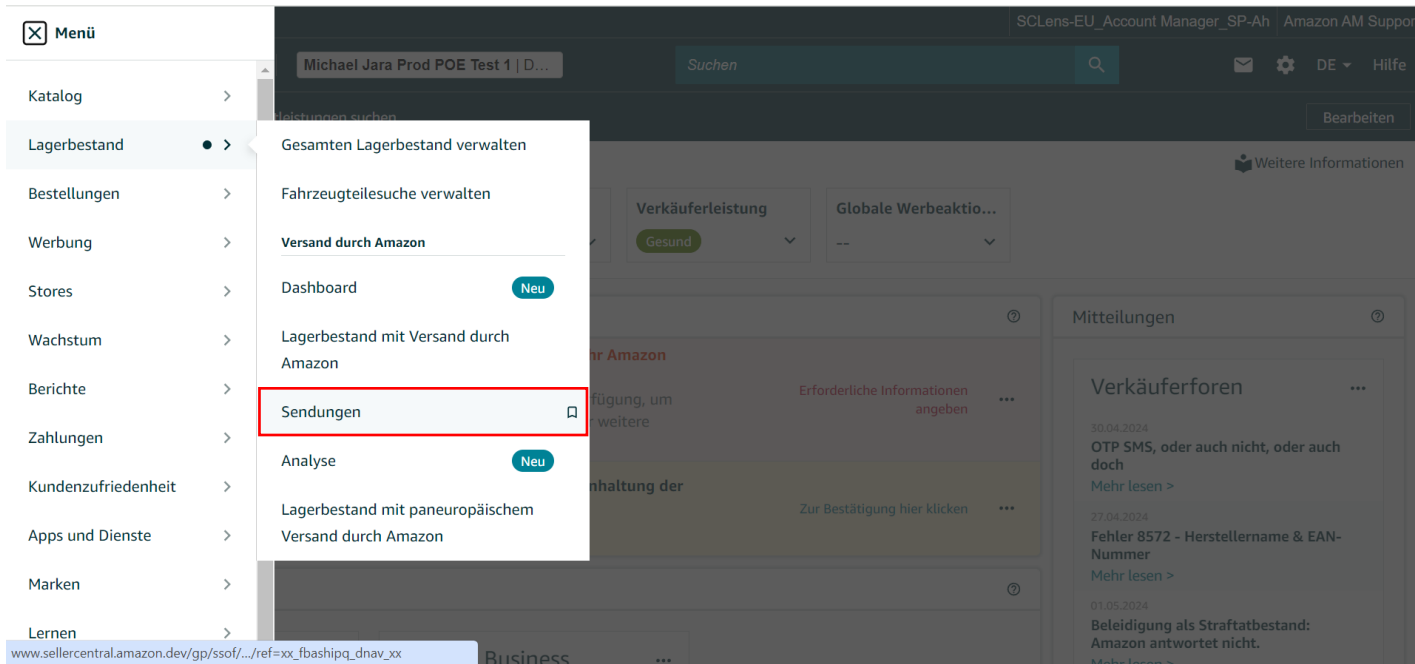 SCLens-EU_Account Manager_SP-Ah
Amazon AM Suppor
Menü
Michael Jara Prod POE Test 1 | D...
Suchen
DE
Hilfe
tleistungen suchen
Bearbeiten
Katalog
Lagerbestand
Bestellungen
Werbung
Stores
Wachstum
Berichte
Zahlungen
Kundenzufriedenheit
Apps und Dienste
Marken
Lernen
Gesamten Lagerbestand verwalten
Fahrzeugteilesuche verwalten
Versand durch Amazon
Dashboard
Neu
Lagerbestand mit Versand durch
Amazon
Sendungen
Analyse
Neu
Lagerbestand mit paneuropäischem
Versand durch Amazon
Weitere Informationen
Verkäuferleistung
Gesund
Globale Werbeaktio...
--
hr Amazon
fügung, um
r weitere
Erforderliche Informationen
angeben
nhaltung der
Zur Bestätigung hier klicken
Business
Mitteilungen
Verkäuferforen
30.04.2024
OTP SMS, oder auch nicht, oder auch
doch
Mehr lesen >
27.04.2024
Fehler 8572 - Herstellername & EAN-
Nummer
Mehr lesen >
01.05.2024
Beleidigung als Straftatbestand:
Amazon antwortet nicht.
Mehr lesen >
www.sellercentral.amazon.dev/gp/ssof/.../ref=xx_fbashipq_dnav_xx